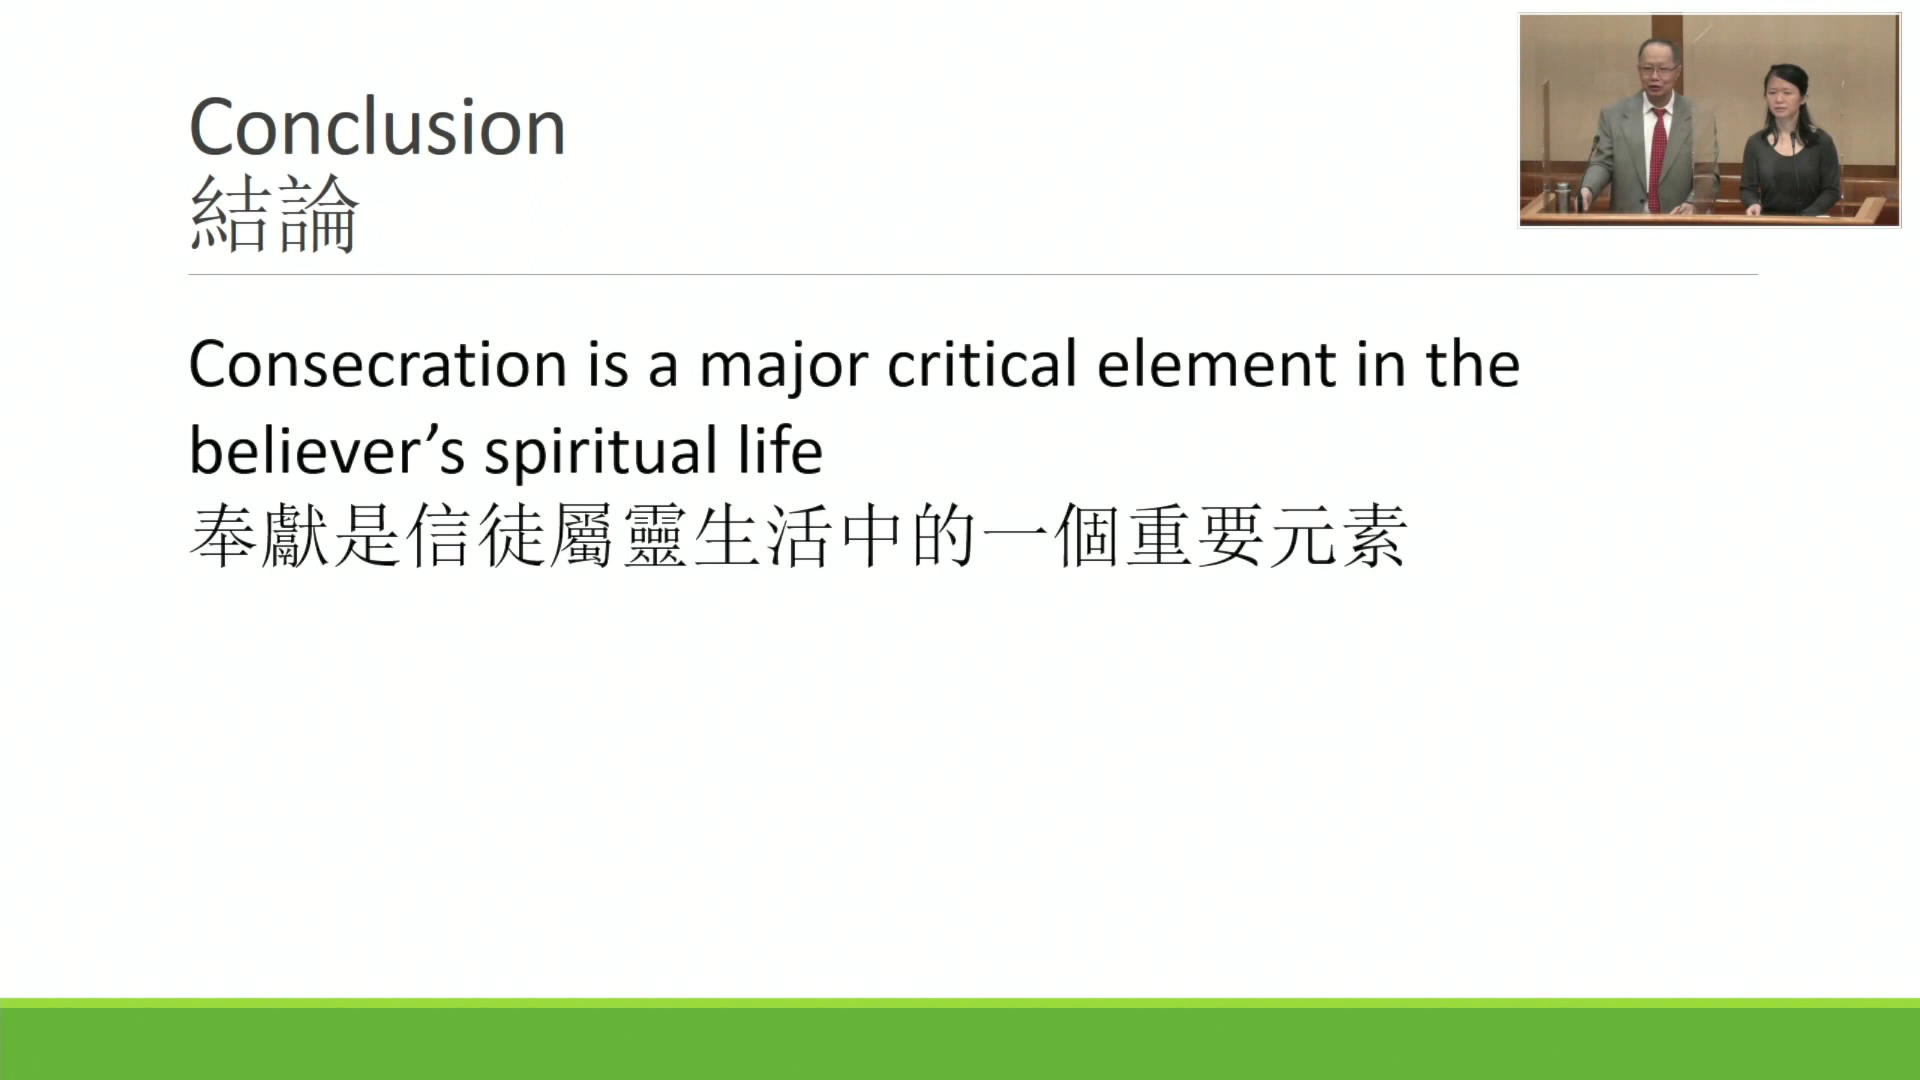 Conclusion
結論
Consecration is a major critical element in the
believer’s spiritual life
奉獻是信徒屬靈生活中的一個重要元素